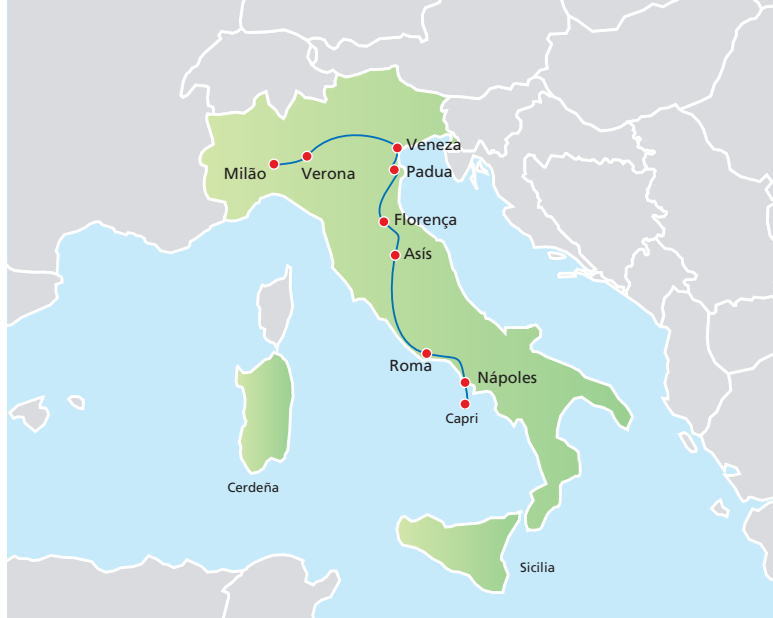 Veneza
Milão
Verona
Padua
Florença
Asís
Roma
Nápoles
Capri
Cerdeña
Sicilia